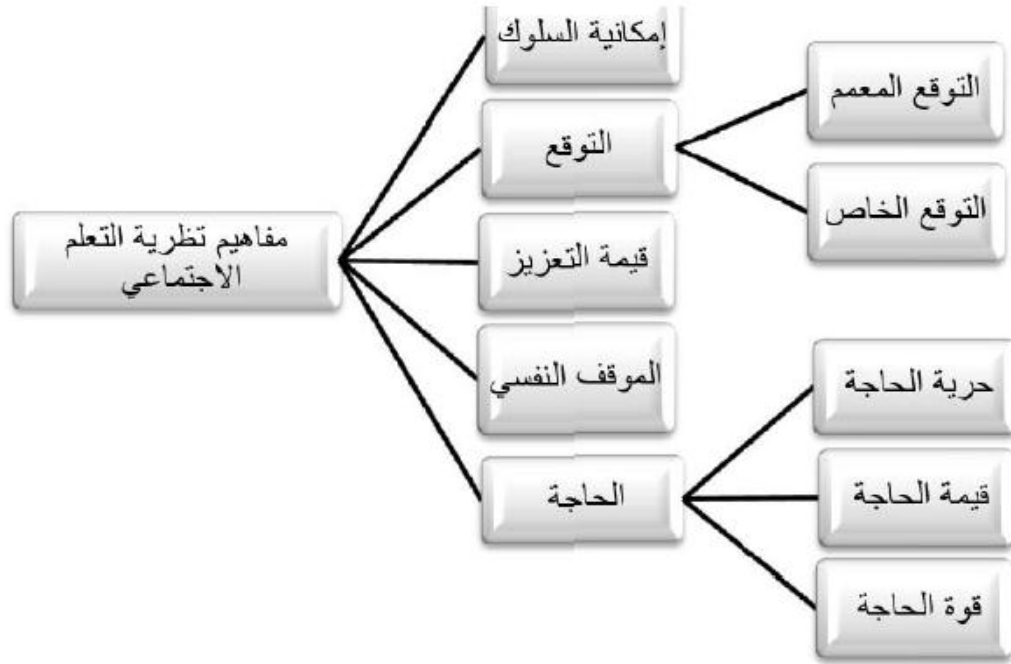 مفاهيم تظرية التعلم
الاجتماعي
إمكانية السلوك
التوقع
التوقع المعمم
التوقع الخاص
قيمة التعزيز
الموقف النفسي
الحاجة
حرية الحاجة
قيمة الحاجة
قوة الحاجة